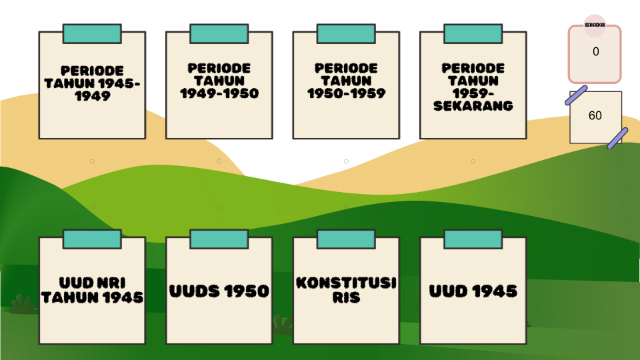 PERIODE
TAHUN 1945-
1949
PERIODE
TAHUN
1949-1950
PERIODE
TAHUN
1950-1959
PERIODE
TAHUN
1959-
SEKARANG
SKOR
0
60
UUD NRI
TAHUN 1945
UUDS 1950
KONSTITUSI
RIS
UUD 1945